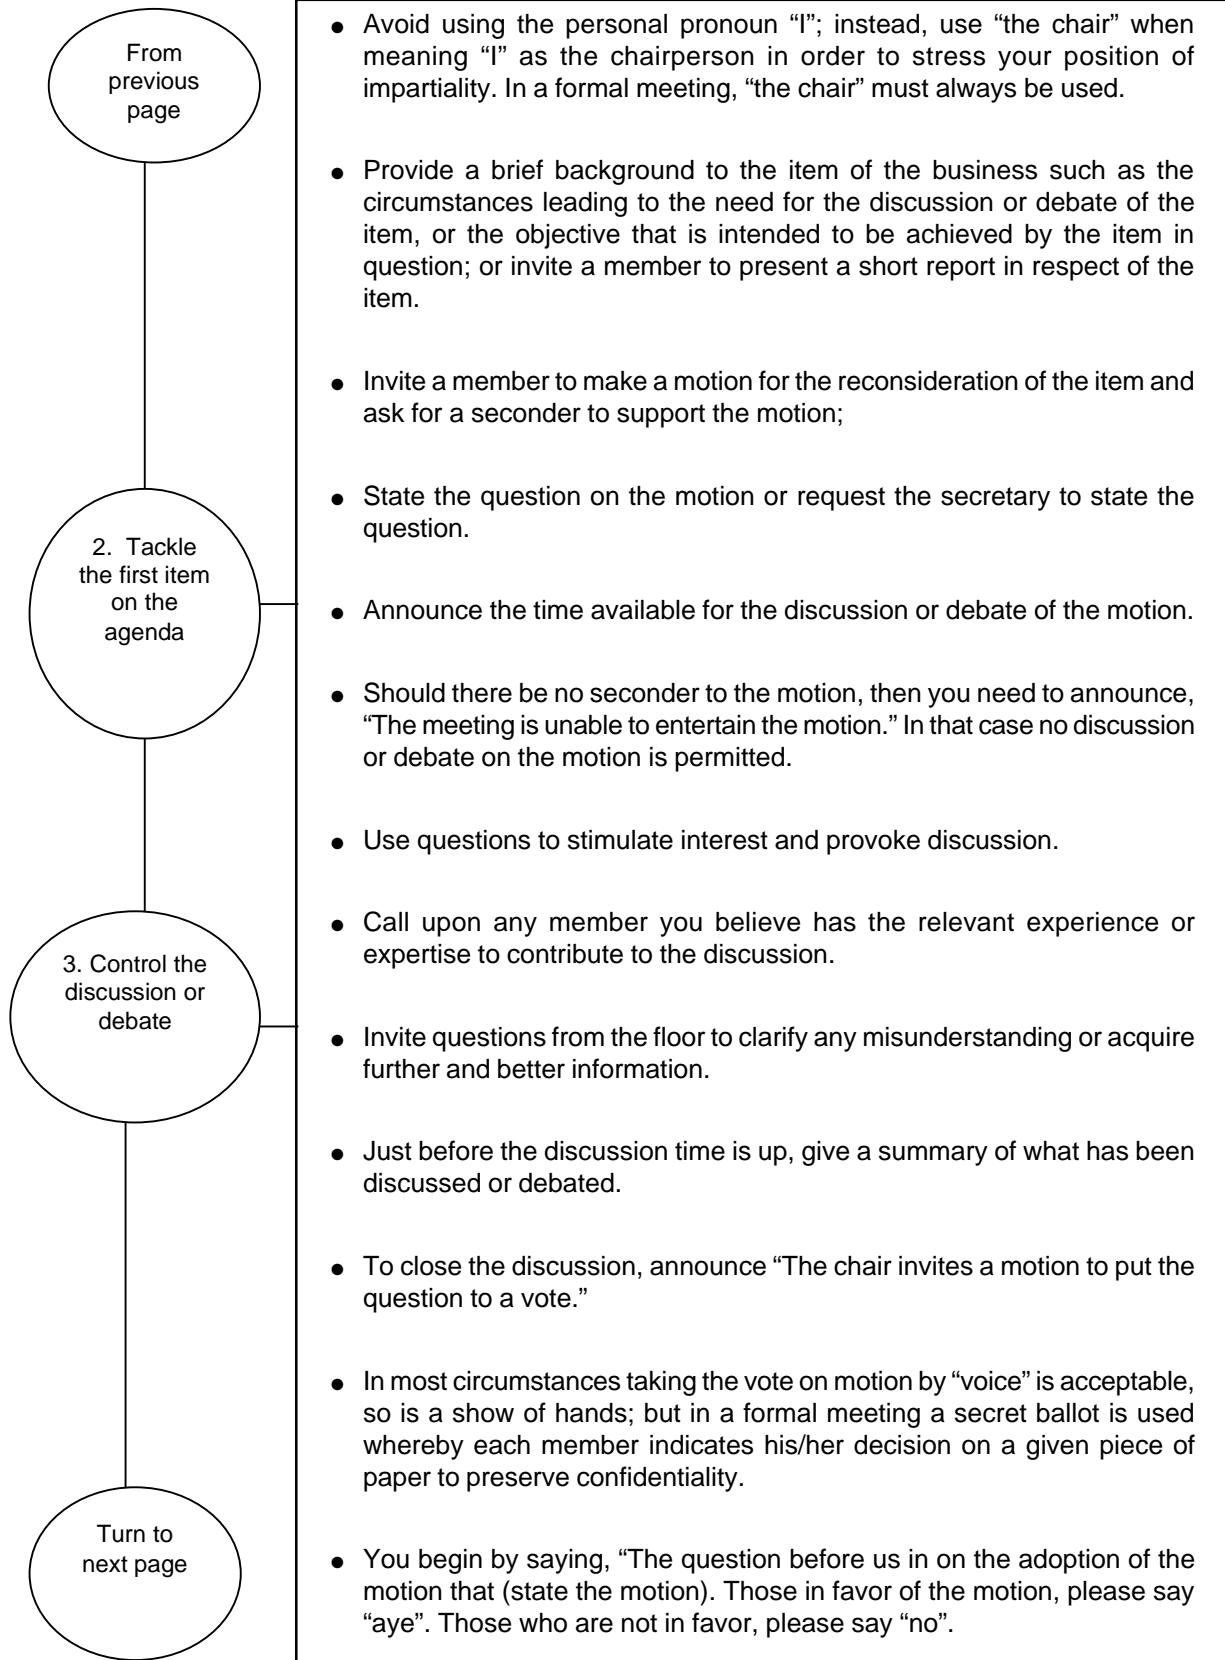 From
previous
page
● Avoid using the personal pronoun “I”; instead, use “the chair” when
meaning “I” as the chairperson in order to stress your position of
impartiality. In a formal meeting, “the chair” must always be used.
● Provide a brief background to the item of the business such as the
circumstances leading to the need for the discussion or debate of the
item, or the objective that is intended to be achieved by the item in
question; or invite a member to present a short report in respect of the
item.
● Invite a member to make a motion for the reconsideration of the item and
ask for a seconder to support the motion;
2. Tackle
the first item
on the
agenda
● State the question on the motion or request the secretary to state the
question.
● Announce the time available for the discussion or debate of the motion.
● Should there be no seconder to the motion, then you need to announce,
“The meeting is unable to entertain the motion.” In that case no discussion
or debate on the motion is permitted.
● Use questions to stimulate interest and provoke discussion.
3. Control the
discussion or
debate
● Call upon any member you believe has the relevant experience or
expertise to contribute to the discussion.
● Invite questions from the floor to clarify any misunderstanding or acquire
further and better information.
● Just before the discussion time is up, give a summary of what has been
discussed or debated.
● To close the discussion, announce “The chair invites a motion to put the
question to a vote.”
● In most circumstances taking the vote on motion by “voice” is acceptable,
so is a show of hands; but in a formal meeting a secret ballot is used
whereby each member indicates his/her decision on a given piece of
paper to preserve confidentiality.
Turn to
next page
● You begin by saying, “The question before us in on the adoption of the
motion that (state the motion). Those in favor of the motion, please say
“aye”. Those who are not in favor, please say “no”.